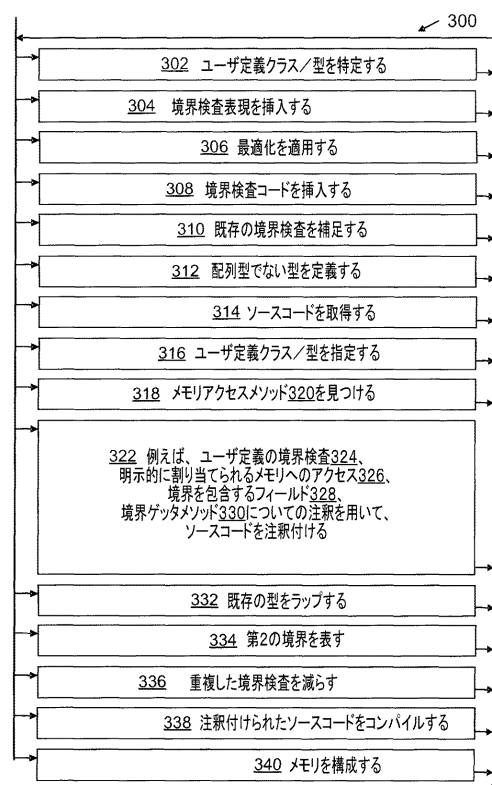 300
302 ユーザ定義クラス／型を特定する
304 境界検査表現を挿入する
306 最適化を適用する
308 境界検査コードを挿入する
310 既存の境界検査を補足する
312 配列型でない型を定義する
314 ソースコードを取得する
316 ユーザ定義クラス／型を指定する
318 メモリアクセスメソッド320を見つける
322 例えば、ユーザ定義の境界検査324、
明示的に割り当てられるメモリへのアクセス326、
境界を包含するフィールド328、
境界ゲッタメソッド330についての注釈を用いて、
ソースコードを注釈付ける
332 既存の型をラップする
334 第2の境界を表す
336 重複した境界検査を減らす
338 注釈付けられたソースコードをコンパイルする
340 メモリを構成する